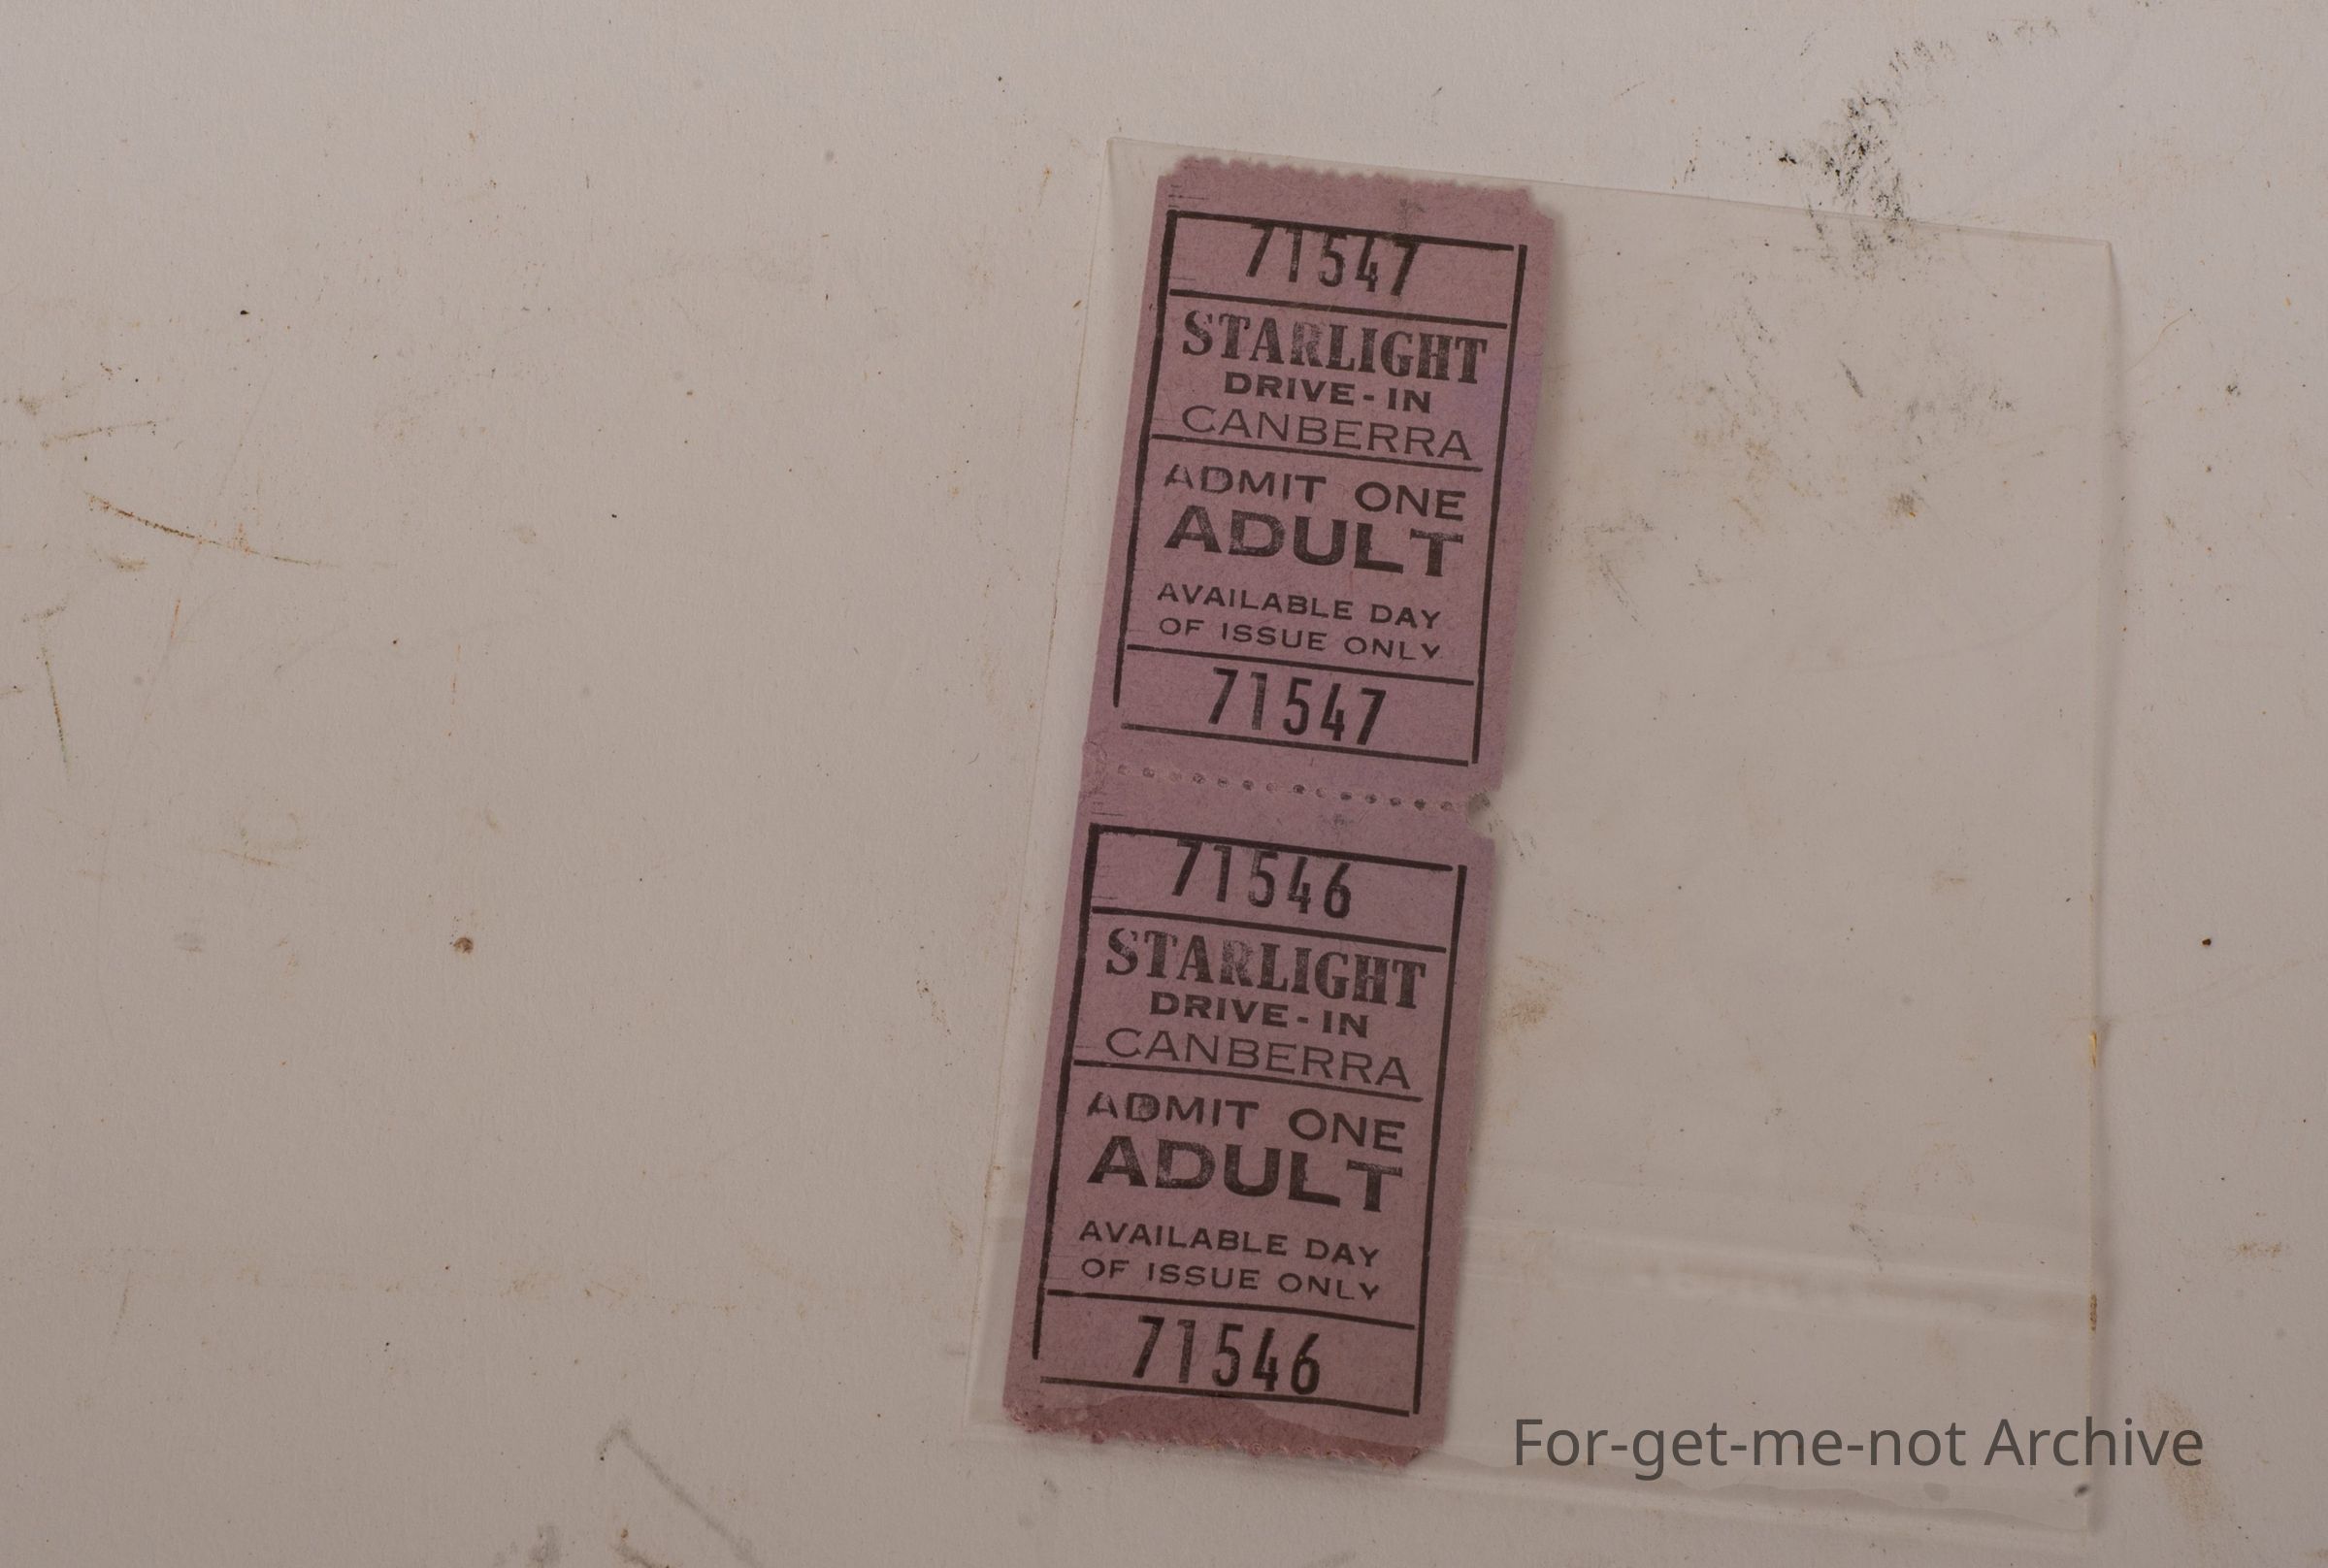 71547
STARLIGHT
DRIVE-IN
CANBERRA
ADMIT ONE
ADULT
AVAILABLE DAY
OF ISSUE ONLY
71547
71546
STARLIGHT
DRIVE-IN
CANBERRA
ADMIT ONE
ADULT
AVAILABLE DAY
OF ISSUE ONLY
71546
For-get-me-not Archive